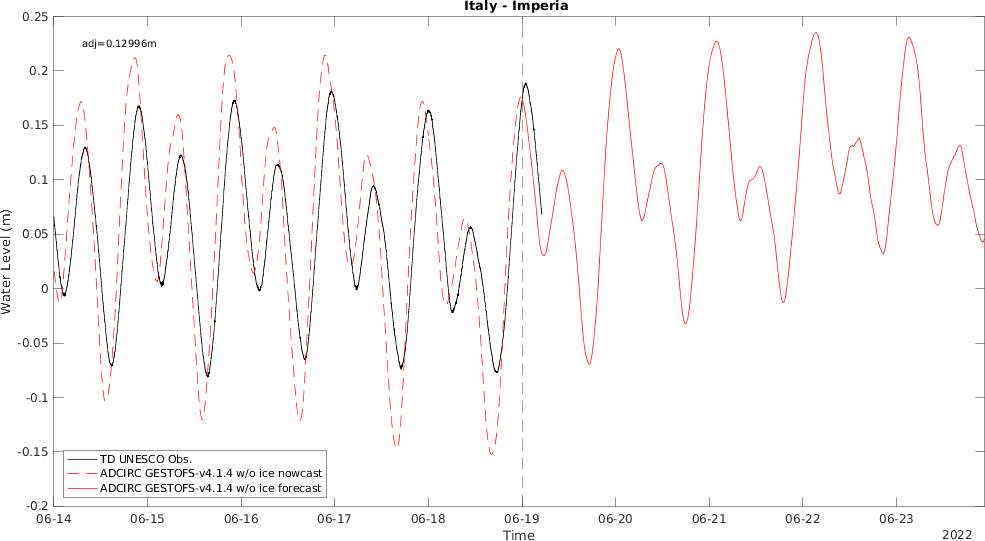 Italy - Imperia
adj=0.12996m
0.25
0.2
0.15
0.1
0.05
0
-0.05
-0.1
-0.15
-0.2
Water Level (m)
TD UNESCO Obs.
ADCIRC GESTOFS-v4.1.4 w/o ice nowcast
ADCIRC GESTOFS-v4.1.4 w/o ice forecast
06-14 06-15 06-16 06-17 06-18 06-19 06-20 06-21 06-22 06-23
Time
2022